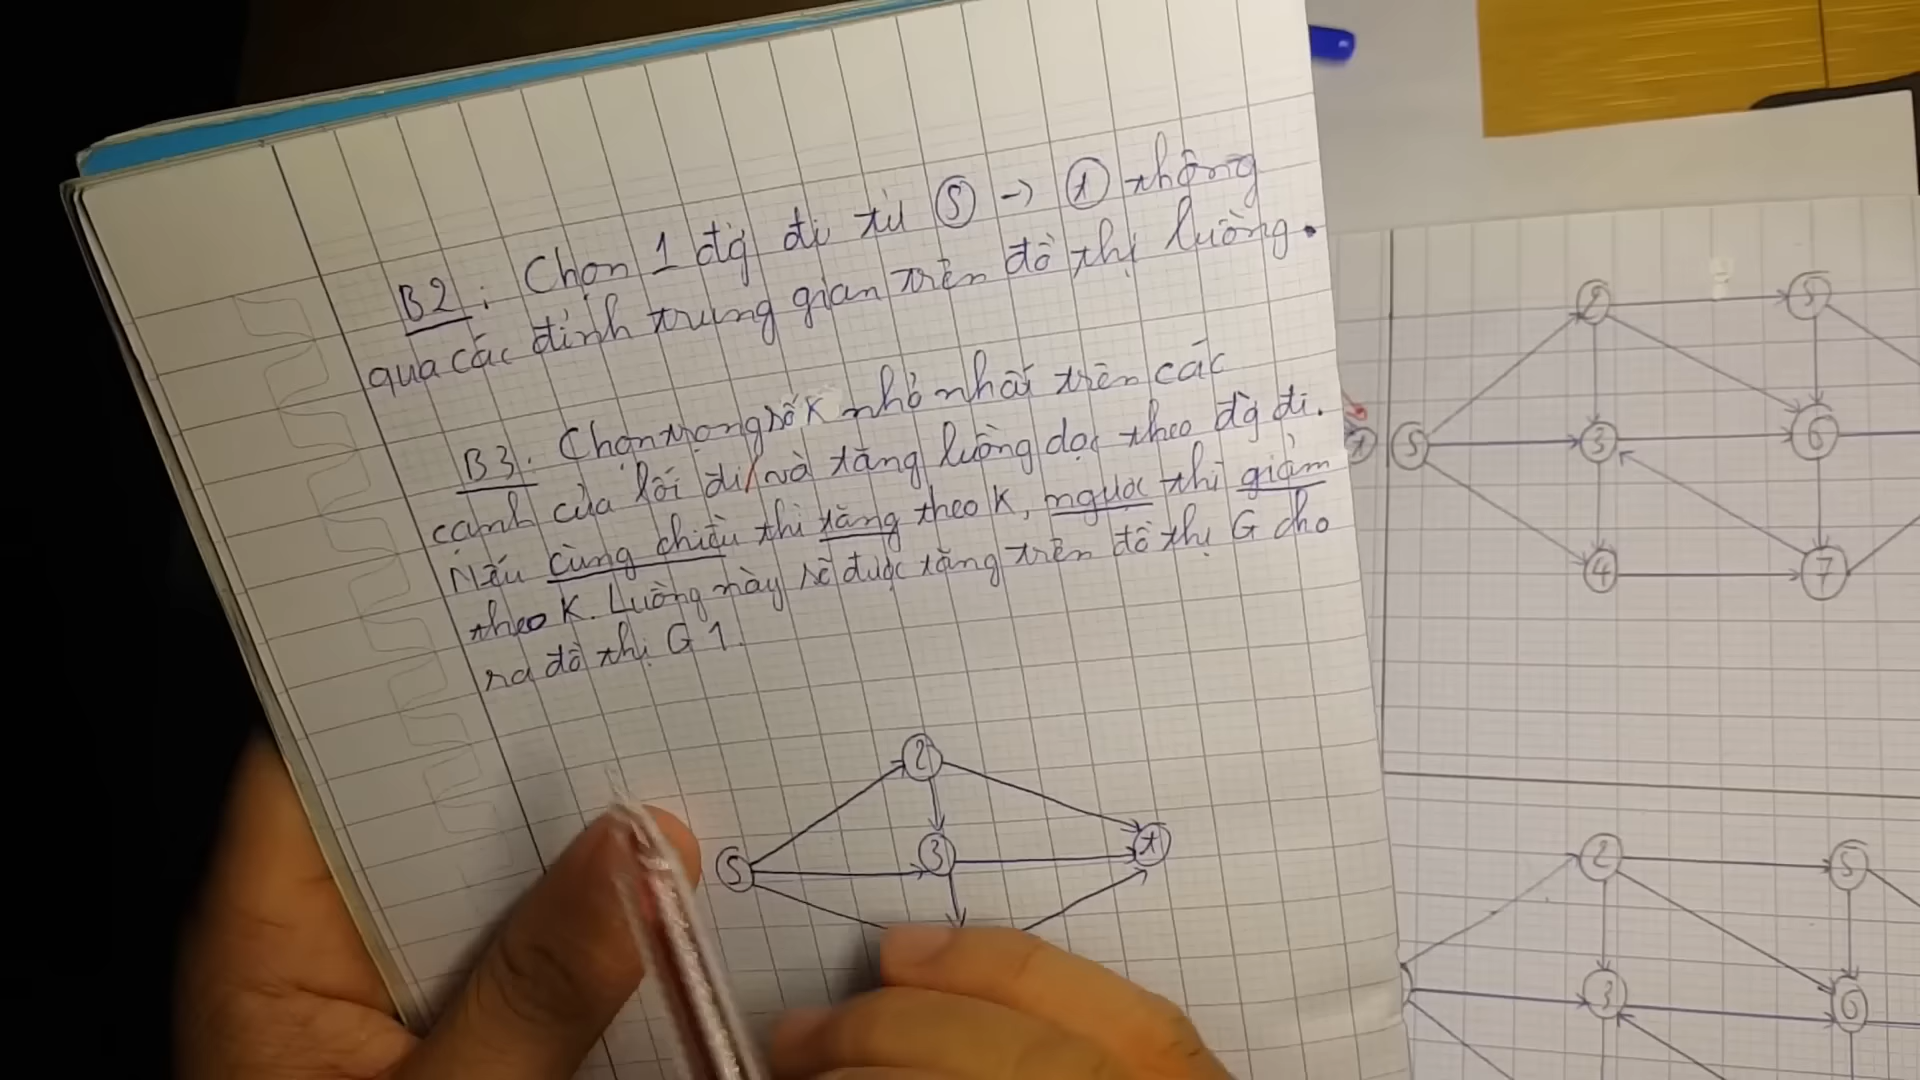 B2: Chọn 1 đg đi từ S -> t thông
qua các đỉnh trung gian trên đồ thị luồng.
B3: Chọn trọng số K nhỏ nhất trên các
cạnh của lối đi và tăng luồng dọc theo đg đi.
Nếu cùng chiều thì tăng theo K, ngược thì giảm
theo K. Luồng này sẽ được tăng trên đồ thị G cho
ra đồ thị G1.
2
S
3
t
2
5
t
S
3
6
4
7
2
5
3
6